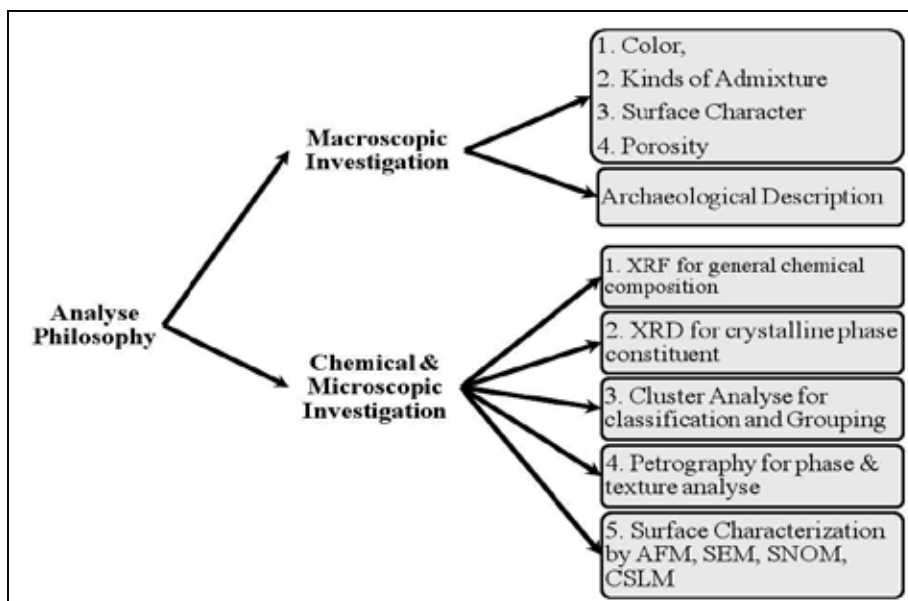 Analyse
Philosophy
Macroscopic
Investigation
1. Color,
2. Kinds of Admixture
3. Surface Character
4. Porosity
Archaeological Description
Chemical &
Microscopic
Investigation
1. XRF for general chemical
composition
2. XRD for crystalline phase
constituent
3. Cluster Analyse for
classification and Grouping
4. Petrography for phase &
texture analyse
5. Surface Characterization
by AFM, SEM, SNOM,
CSLM